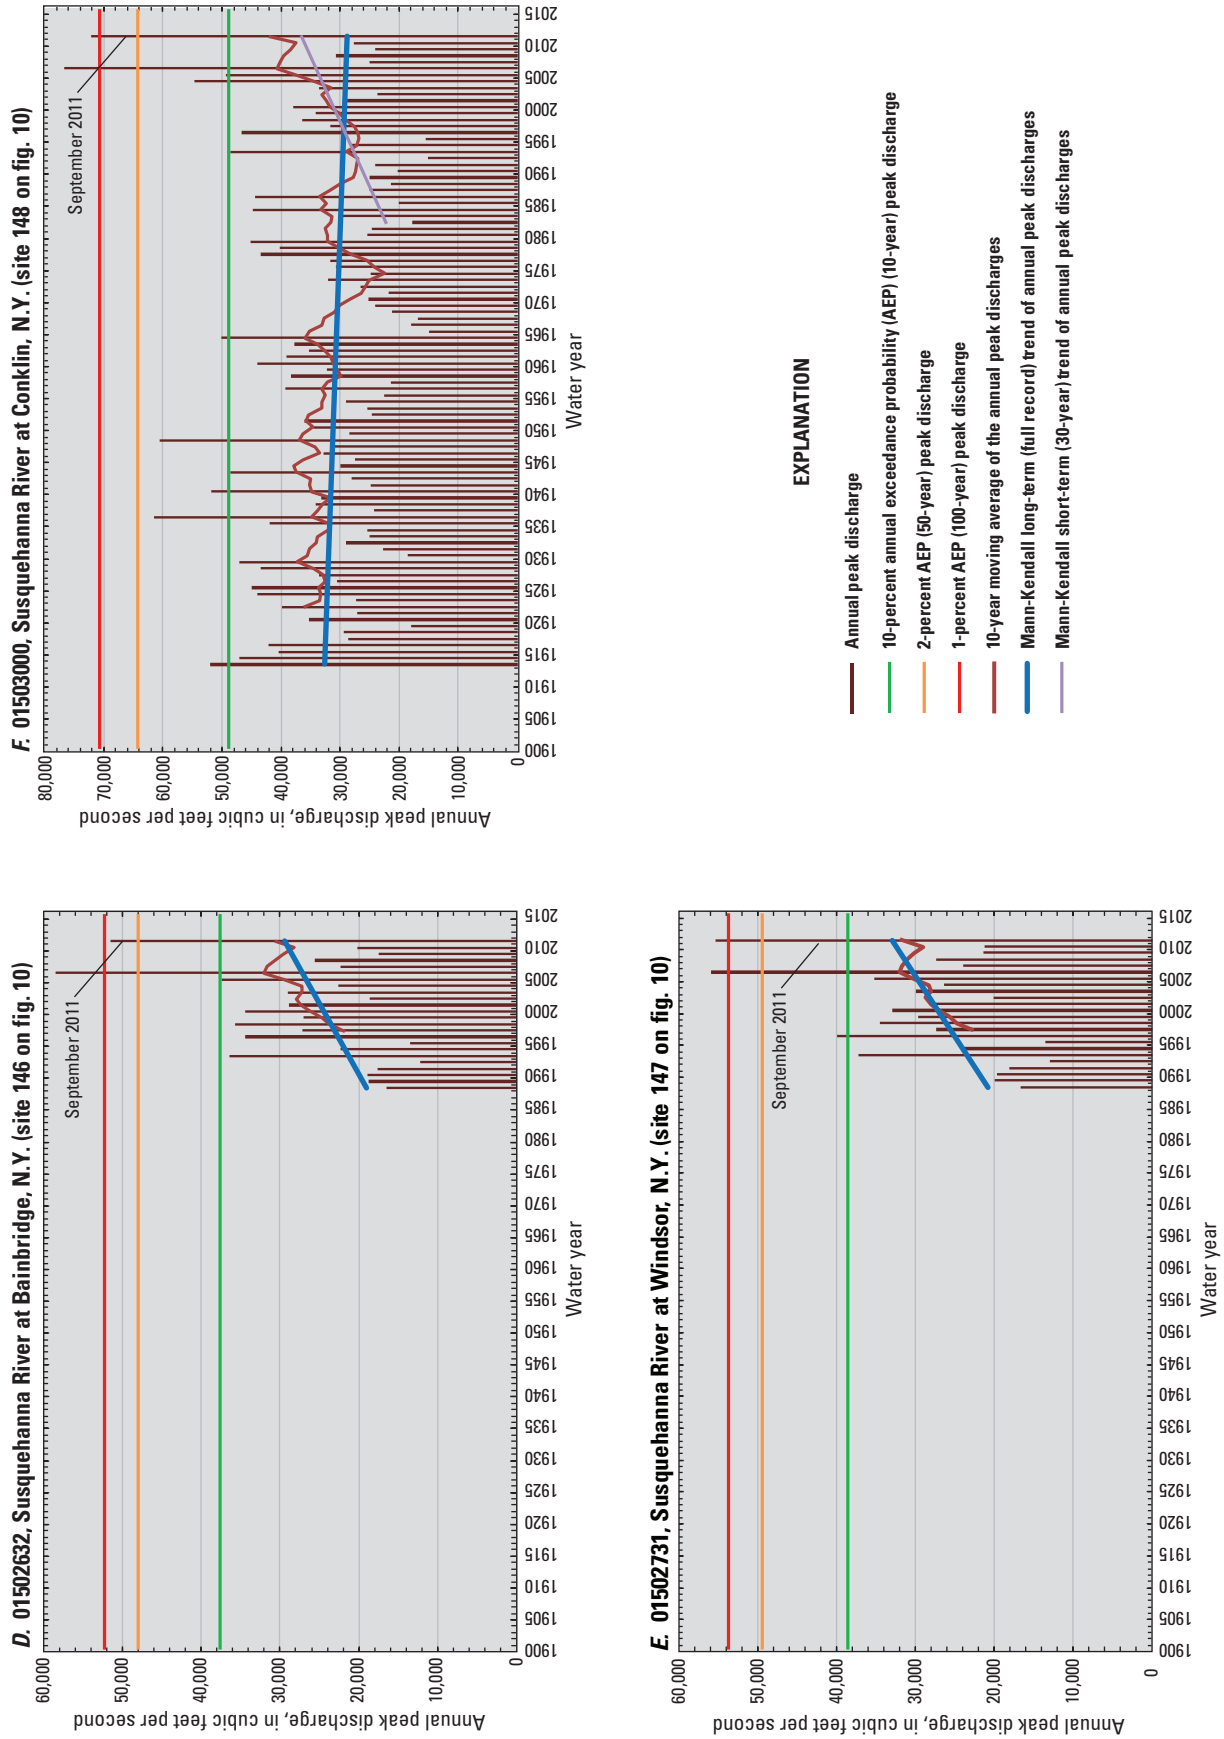 D. 01502632, Susquehanna River at Bainbridge, N.Y. (site 146 on fig. 10)
Annual peak discharge, in cubic feet per second
60,000
50,000
40,000
30,000
20,000
10,000
0
September 2011
1900 1905 1910 1915 1920 1925 1930 1935 1940 1945 1950 1955 1960 1965 1970 1975 1980 1985 1990 1995 2000 2005 2010 2015
Water year
F. 01503000, Susquehanna River at Conklin, N.Y. (site 148 on fig. 10)
Annual peak discharge, in cubic feet per second
80,000
70,000
60,000
50,000
40,000
30,000
20,000
10,000
0
September 2011
1900 1905 1910 1915 1920 1925 1930 1935 1940 1945 1950 1955 1960 1965 1970 1975 1980 1985 1990 1995 2000 2005 2010 2015
Water year
E. 01502731, Susquehanna River at Windsor, N.Y. (site 147 on fig. 10)
Annual peak discharge, in cubic feet per second
60,000
50,000
40,000
30,000
20,000
10,000
0
September 2011
1900 1905 1910 1915 1920 1925 1930 1935 1940 1945 1950 1955 1960 1965 1970 1975 1980 1985 1990 1995 2000 2005 2010 2015
Water year
EXPLANATION
Annual peak discharge
10-percent annual exceedance probability (AEP) (10-year) peak discharge
2-percent AEP (50-year) peak discharge
1-percent AEP (100-year) peak discharge
10-year moving average of the annual peak discharges
Mann-Kendall long-term (full record) trend of annual peak discharges
Mann-Kendall short-term (30-year) trend of annual peak discharges